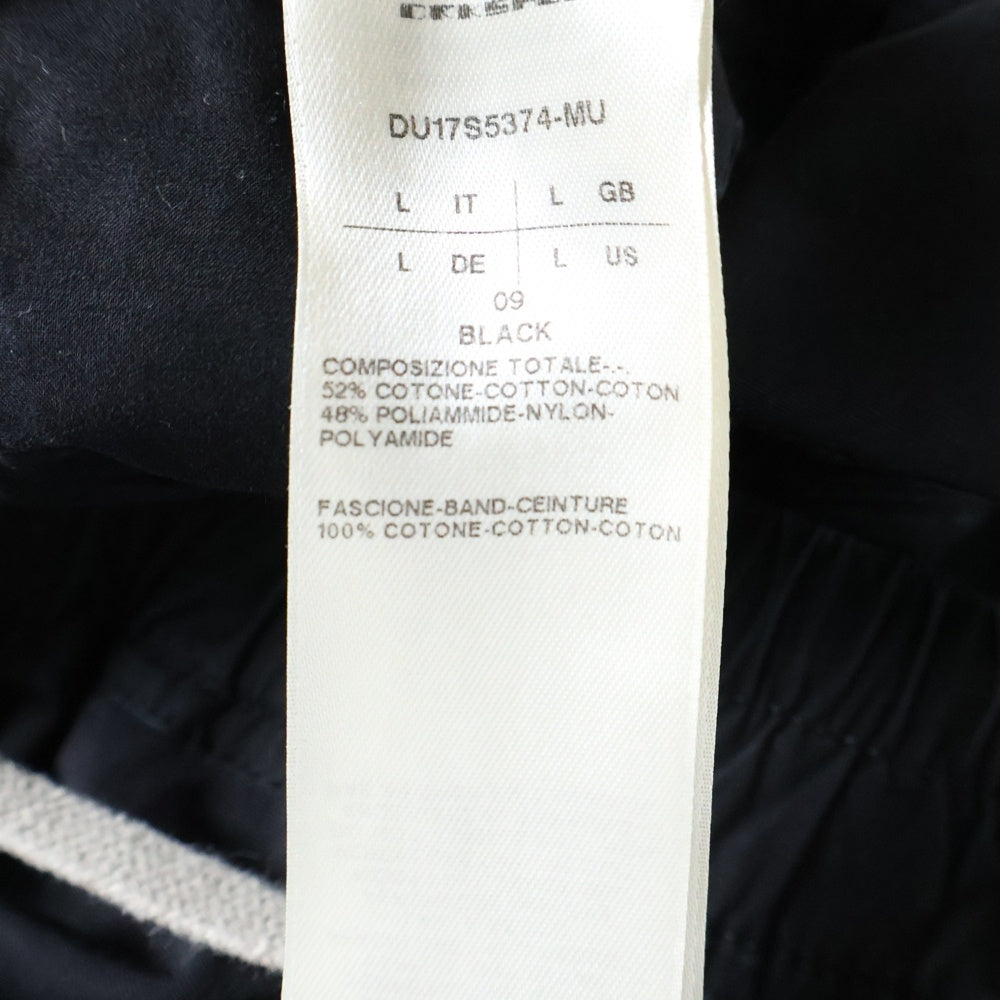 DU17S5374-MU
L IT L GB
L DE L US
09
BLACK
COMPOSIZIONE TOTALE-.-.
52% COTONE-COTTON-COTON
48% POLIAMMIDE-NYLON-
POLYAMIDE
FASCIONE-BAND-CEINTURE
100% COTONE-COTTON-COTON